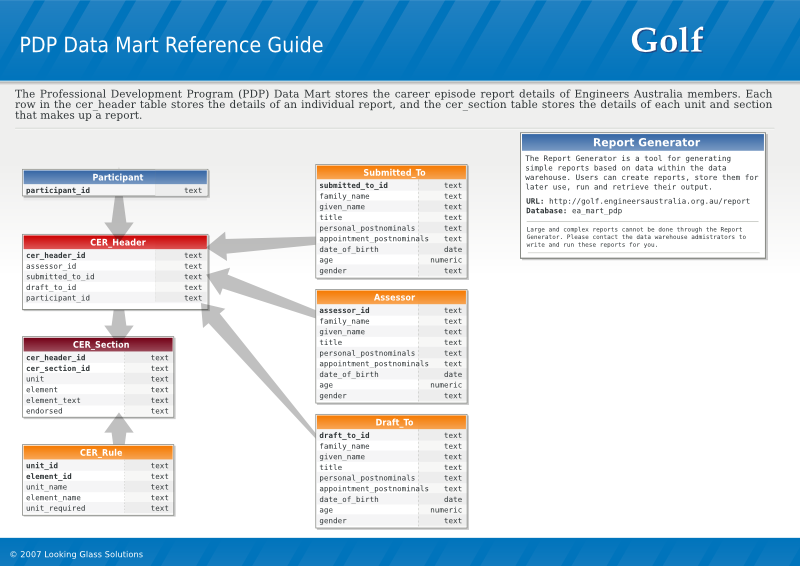 PDP Data Mart Reference Guide
Golf
The Professional Development Program (PDP) Data Mart stores the career episode report details of Engineers Australia members. Each
row in the cer_header table stores the details of an individual report, and the cer_section table stores the details of each unit and section
that makes up a report.
Participant
participant_id text
CER_Header
cer_header_id text
assessor_id text
submitted_to_id text
draft_to_id text
participant_id text
CER_Section
cer_header_id text
cer_section_id text
unit text
element text
element_text text
endorsed text
CER_Rule
unit_id text
element_id text
unit_name text
element_name text
unit_required text
Submitted_To
submitted_to_id text
family_name text
given_name text
title text
personal_postnominals text
appointment_postnominals text
date_of_birth date
age numeric
gender text
Assessor
assessor_id text
family_name text
given_name text
title text
personal_postnominals text
appointment_postnominals text
date_of_birth date
age numeric
gender text
Draft_To
draft_to_id text
family_name text
given_name text
title text
personal_postnominals text
appointment_postnominals text
date_of_birth date
age numeric
gender text
Report Generator
The Report Generator is a tool for generating
simple reports based on data within the data
warehouse. Users can create reports, store them for
later use, run and retrieve their output.
URL: http://golf.engineersaustralia.org.au/report
Database: ea_mart_pdp
Large and complex reports cannot be done through the Report
Generator. Please contact the data warehouse admistrators to
write and run these reports for you.
© 2007 Looking Glass Solutions